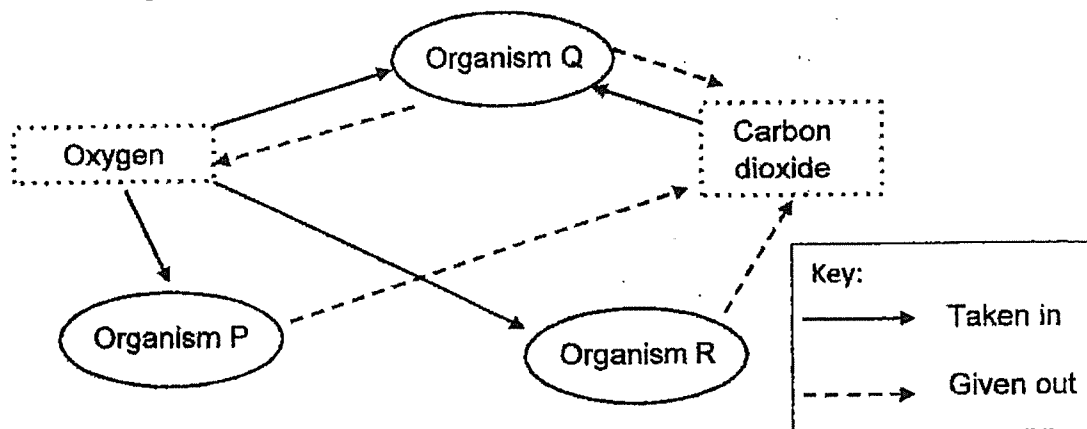 Organism Q
Oxygen
Carbon
dioxide
Organism P
Organism R
Key:
Taken in
Given out